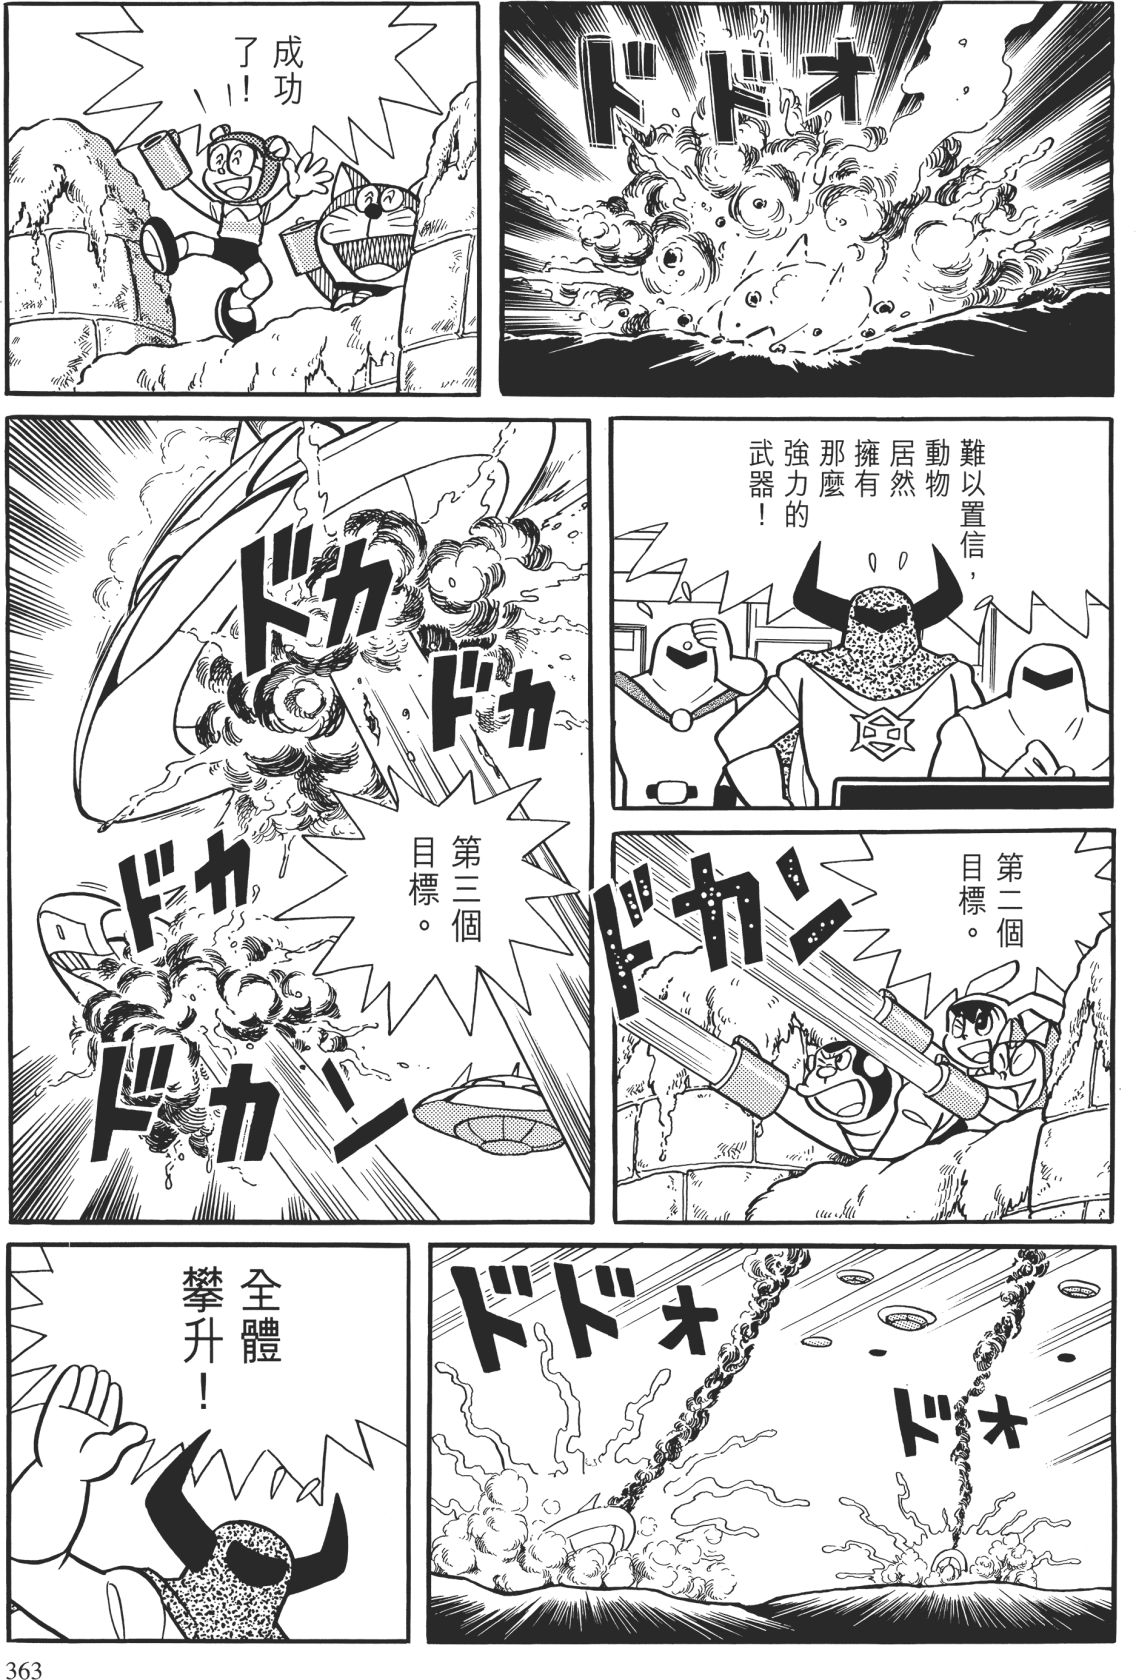 ドドォ
成功
了！
難以置信，
動物
居然
擁有
那麼
強力的
武器！
第二個
目標。
ドカン
ドカ
ドカ
第三個
目標。
ドカ
ドカン
ドドォ
ドォ
全體
攀升！
363